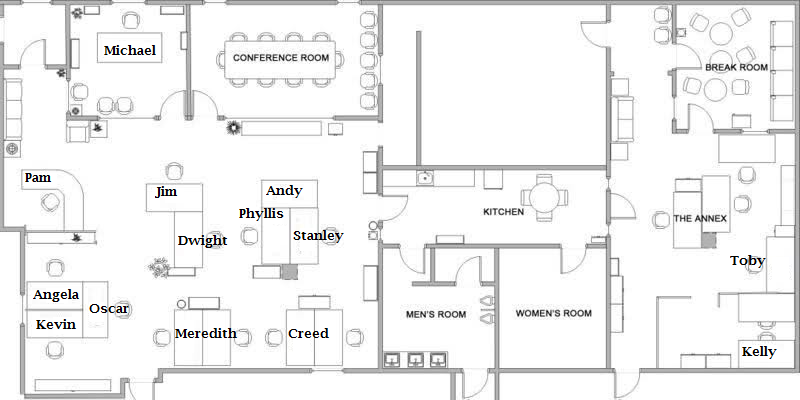 Michael
CONFERENCE ROOM
BREAK ROOM
Pam
Jim
Andy
Phyllis
Dwight
Stanley
KITCHEN
THE ANNEX
Toby
Angela
Oscar
Kevin
Meredith
Creed
MEN'S ROOM
WOMEN'S ROOM
Kelly